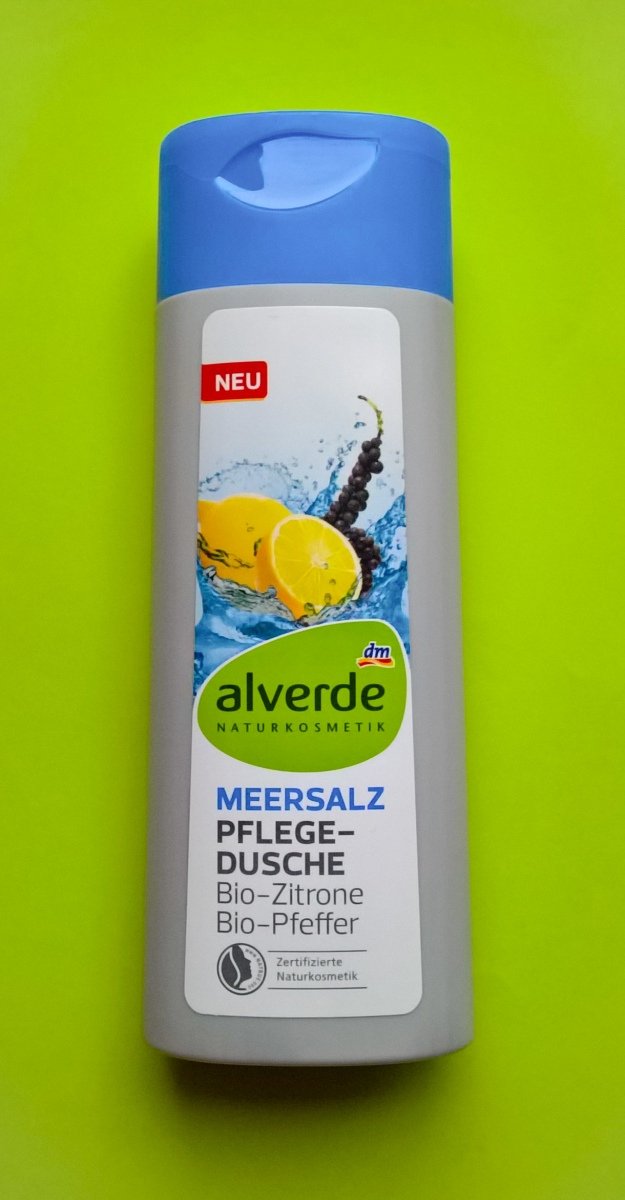 NEU
dm
alverde
NATURKOSMETIK
MEERSALZ
PFLEGE-
DUSCHE
Bio-Zitrone
Bio-Pfeffer
Zertifizierte
Naturkosmetik